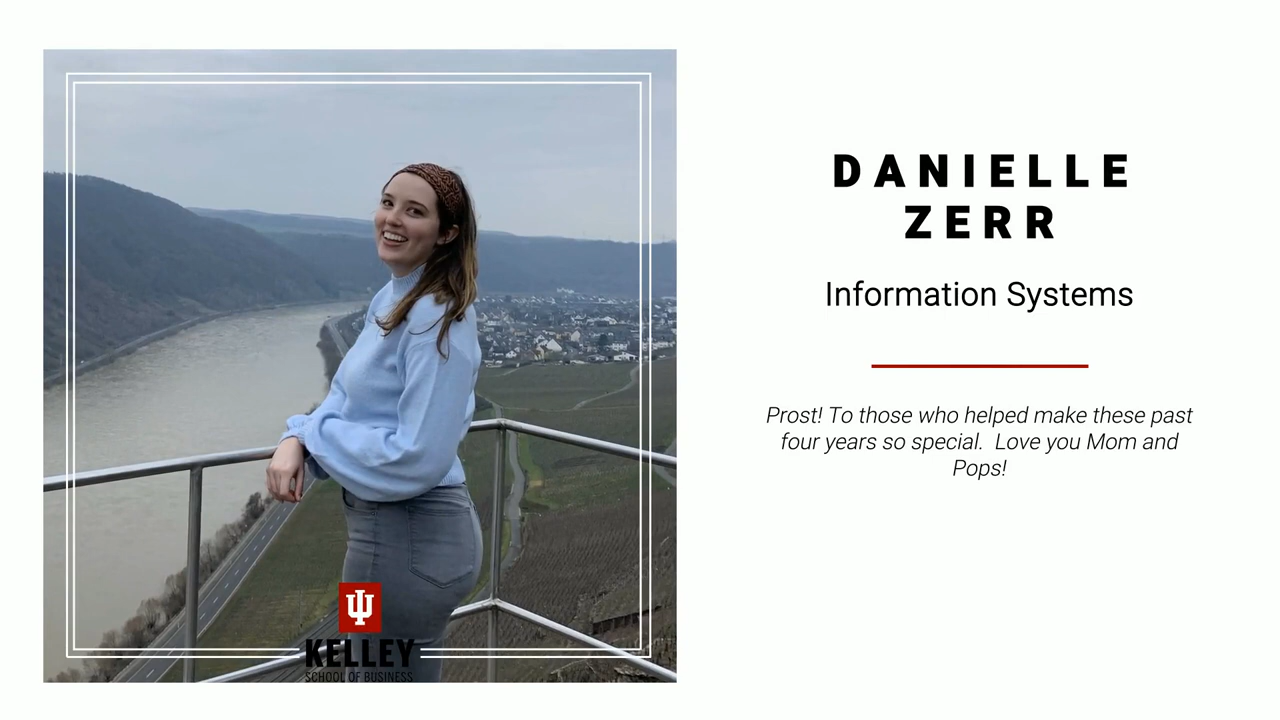 DANIELLE
ZERR
Information Systems
Prost! To those who helped make these past
four years so special.  Love you Mom and
Pops!
KELLEY
SCHOOL OF BUSINESS